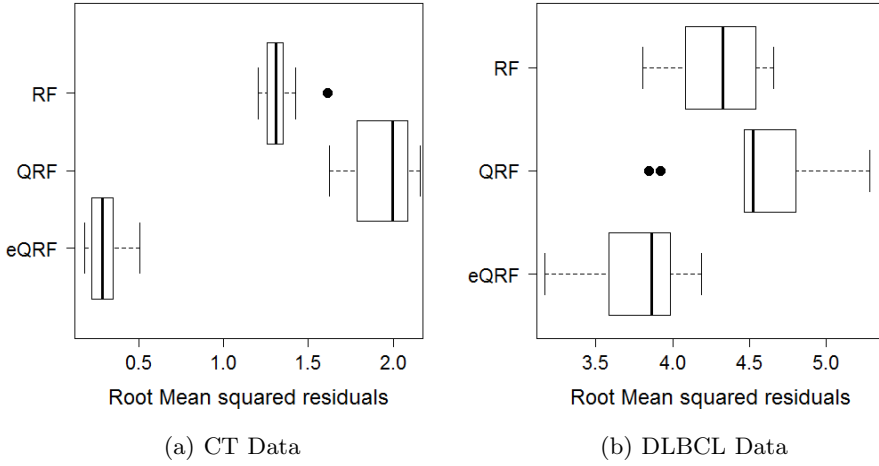 RF
QRF
eQRF
0.5 1.0 1.5 2.0
Root Mean squared residuals
(a) CT Data
RF
QRF
eQRF
3.5 4.0 4.5 5.0
Root Mean squared residuals
(b) DLBCL Data